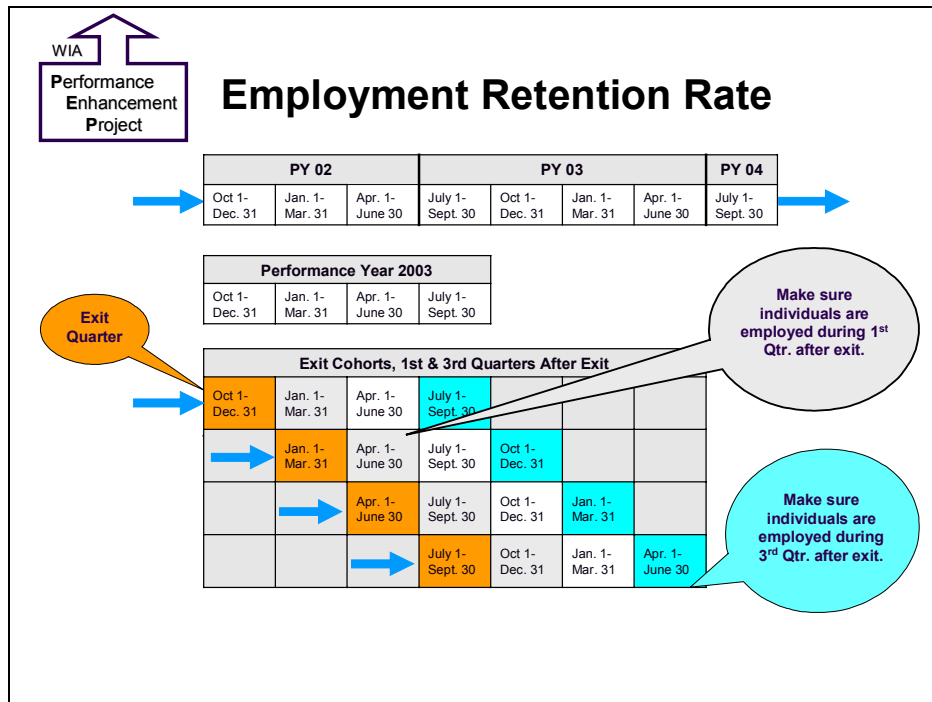 WIA
Performance
Enhancement
Project
Employment Retention Rate
PY 02 PY 03 PY 04
Oct 1- Jan. 1- Apr. 1- July 1- Oct 1- Jan. 1- Apr. 1- July 1-
Dec. 31 Mar. 31 June 30 Sept. 30 Dec. 31 Mar. 31 June 30 Sept. 30
Performance Year 2003
Oct 1- Jan. 1- Apr. 1- July 1-
Dec. 31 Mar. 31 June 30 Sept. 30
Exit
Quarter
Make sure
individuals are
employed during 1st
Qtr. after exit.
Exit Cohorts, 1st & 3rd Quarters After Exit
Oct 1- Jan. 1- Apr. 1- July 1-
Dec. 31 Mar. 31 June 30 Sept. 30
Jan. 1- Apr. 1- July 1- Oct 1-
Mar. 31 June 30 Sept. 30 Dec. 31
Apr. 1- July 1- Oct 1- Jan. 1-
June 30 Sept. 30 Dec. 31 Mar. 31
July 1- Oct 1- Jan. 1- Apr. 1-
Sept. 30 Dec. 31 Mar. 31 June 30
Make sure
individuals are
employed during
3rd Qtr. after exit.